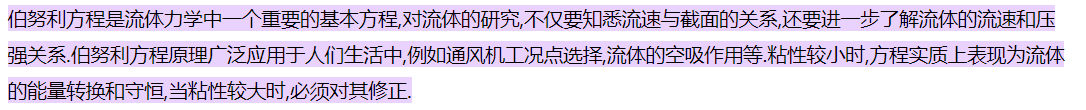 伯努利方程是流体力学中一个重要的基本方程,对流体的研究,不仅要知悉流速与截面的关系,还要进一步了解流体的流速和压
强关系.伯努利方程原理广泛应用于人们生活中,例如通风机工况点选择,流体的空吸作用等.粘性较小时,方程实质上表现为流体
的能量转换和守恒,当粘性较大时,必须对其修正.